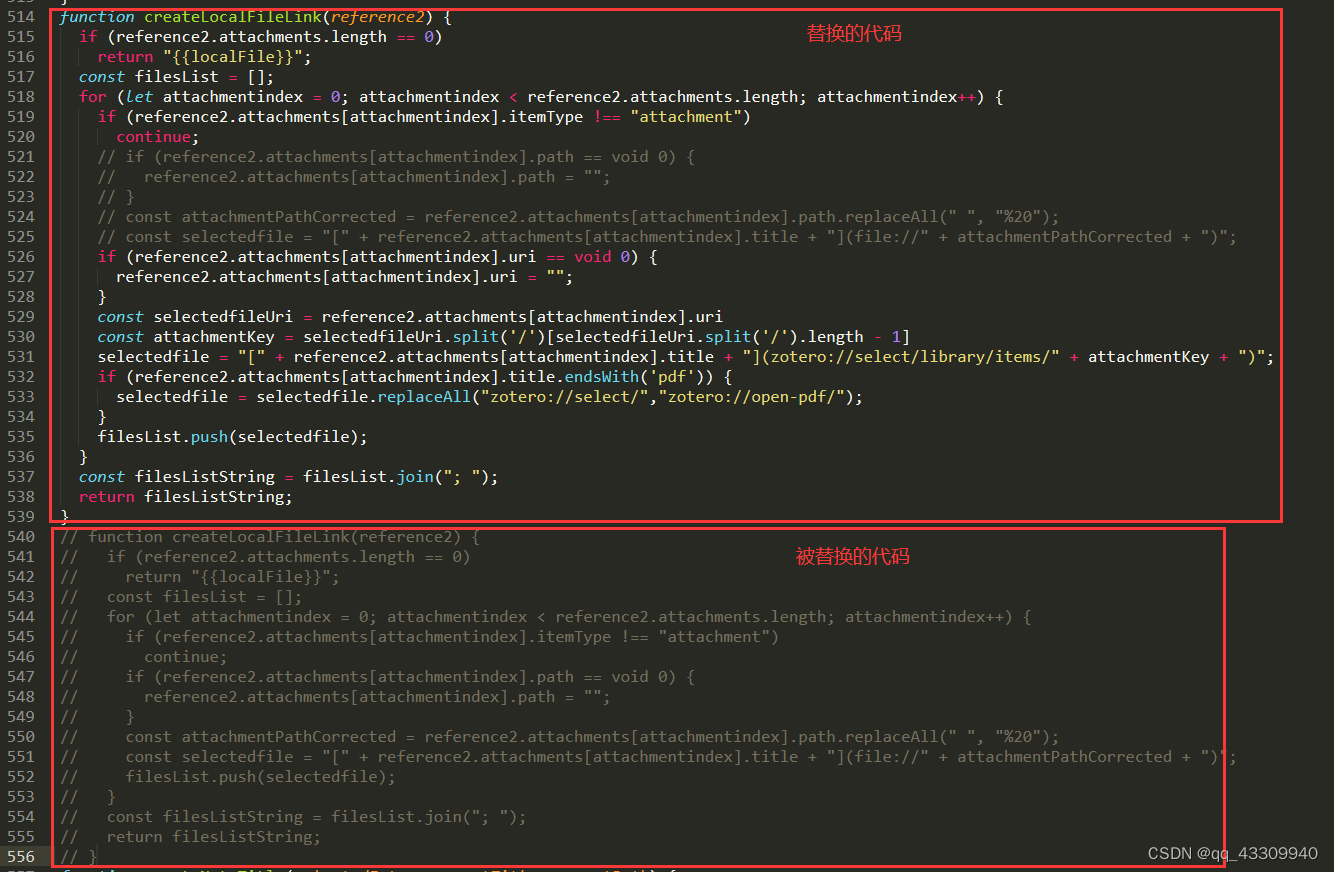 514 function createLocalFileLink(reference2) {
替换的代码
515   if (reference2.attachments.length == 0)
516     return "{{localFile}}";
517   const filesList = [];
518   for (let attachmentindex = 0; attachmentindex < reference2.attachments.length; attachmentindex++) {
519     if (reference2.attachments[attachmentindex].itemType !== "attachment")
520       continue;
521     // if (reference2.attachments[attachmentindex].path == void 0) {
522     //   reference2.attachments[attachmentindex].path = "";
523     // }
524     // const attachmentPathCorrected = reference2.attachments[attachmentindex].path.replaceAll(" ", "%20");
525     // const selectedfile = "[" + reference2.attachments[attachmentindex].title + "](file://" + attachmentPathCorrected + ")";
526     if (reference2.attachments[attachmentindex].uri == void 0) {
527       reference2.attachments[attachmentindex].uri = "";
528     }
529     const selectedfileUri = reference2.attachments[attachmentindex].uri
530     const attachmentKey = selectedfileUri.split('/')[selectedfileUri.split('/').length - 1]
531     selectedfile = "[" + reference2.attachments[attachmentindex].title + "](zotero://select/library/items/" + attachmentKey + ")";
532     if (reference2.attachments[attachmentindex].title.endsWith('pdf')) {
533       selectedfile = selectedfile.replaceAll("zotero://select/","zotero://open-pdf/");
534     }
535     filesList.push(selectedfile);
536   }
537   const filesListString = filesList.join("; ");
538   return filesListString;
539 }
540 // function createLocalFileLink(reference2) {
541 //   if (reference2.attachments.length == 0)
被替换的代码
542 //     return "{{localFile}}";
543 //   const filesList = [];
544 //   for (let attachmentindex = 0; attachmentindex < reference2.attachments.length; attachmentindex++) {
545 //     if (reference2.attachments[attachmentindex].itemType !== "attachment")
546 //       continue;
547 //     if (reference2.attachments[attachmentindex].path == void 0) {
548 //       reference2.attachments[attachmentindex].path = "";
549 //     }
550 //     const attachmentPathCorrected = reference2.attachments[attachmentindex].path.replaceAll(" ", "%20");
551 //     const selectedfile = "[" + reference2.attachments[attachmentindex].title + "](file://" + attachmentPathCorrected + ")";
552 //     filesList.push(selectedfile);
553 //   }
554 //   const filesListString = filesList.join("; ");
555 //   return filesListString;
556 // }
CSDN @qq_43309940